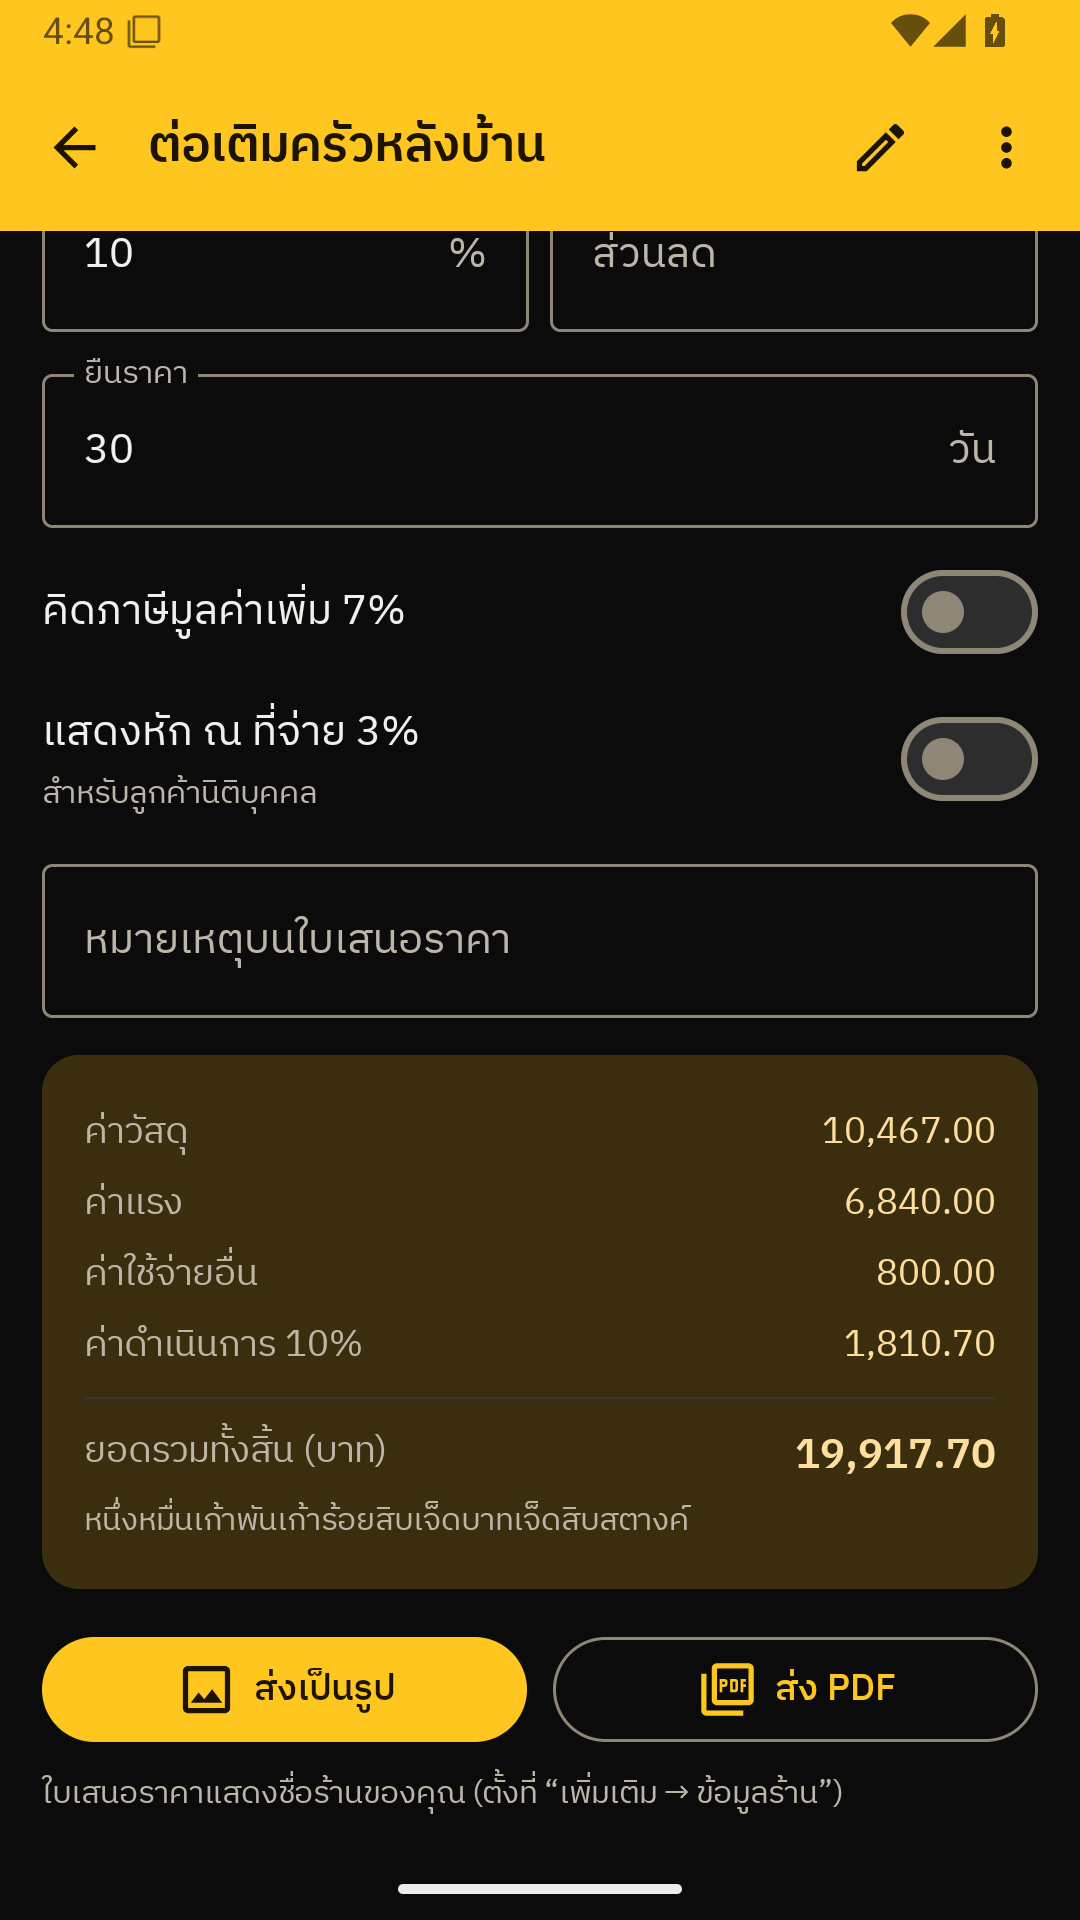 4:48
ต่อเติมครัวหลังบ้าน
10 %
ส่วนลด
ยืนราคา
30 วัน
คิดภาษีมูลค่าเพิ่ม 7%
แสดงหัก ณ ที่จ่าย 3%
สำหรับลูกค้านิติบุคคล
หมายเหตุบนใบเสนอราคา
ค่าวัสดุ 10,467.00
ค่าแรง 6,840.00
ค่าใช้จ่ายอื่น 800.00
ค่าดำเนินการ 10% 1,810.70
ยอดรวมทั้งสิ้น (บาท) 19,917.70
หนึ่งหมื่นเก้าพันเก้าร้อยสิบเจ็ดบาทเจ็ดสิบสตางค์
ส่งเป็นรูป
PDF ส่ง PDF
ใบเสนอราคาแสดงชื่อร้านของคุณ (ตั้งที่ “เพิ่มเติม → ข้อมูลร้าน”)